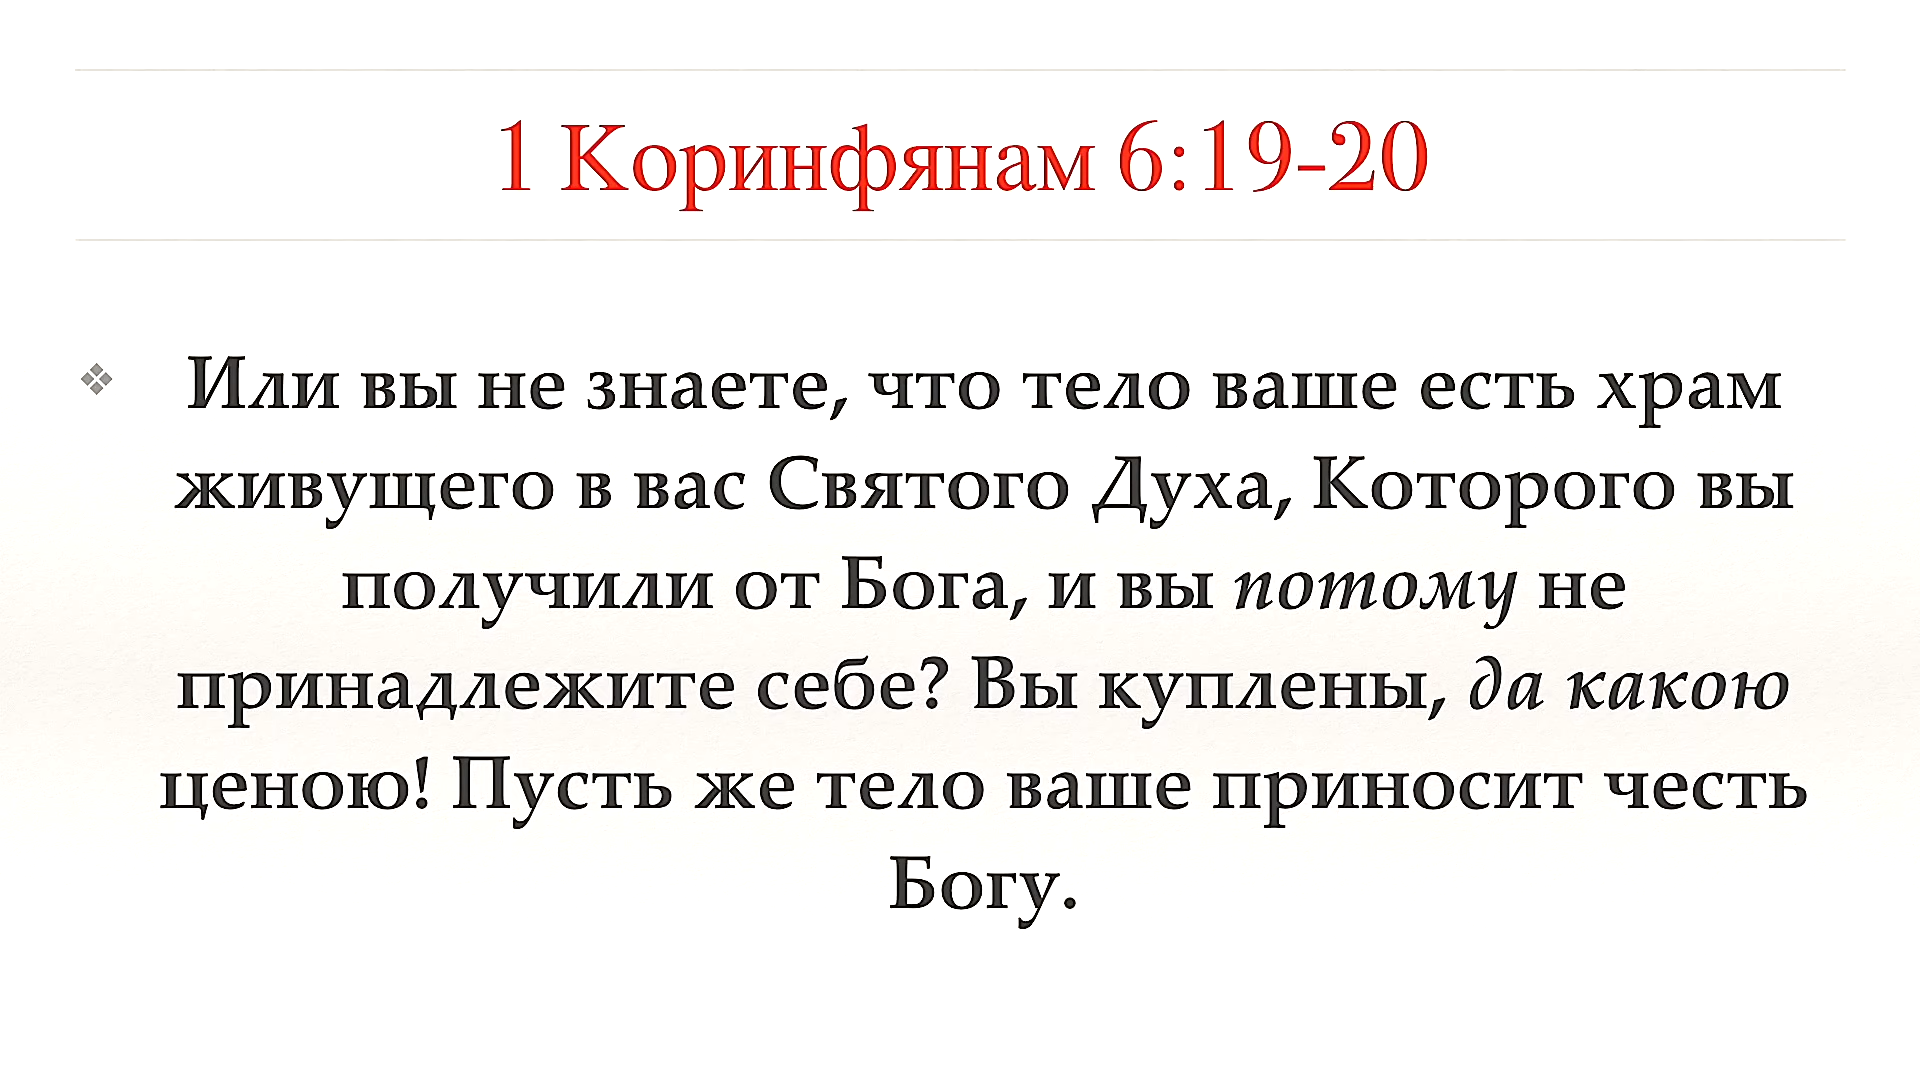 1 Коринфянам 6:19-20
Или вы не знаете, что тело ваше есть храм
живущего в вас Святого Духа, Которого вы
получили от Бога, и вы потому не
принадлежите себе? Вы куплены, да какою
ценою! Пусть же тело ваше приносит честь
Богу.